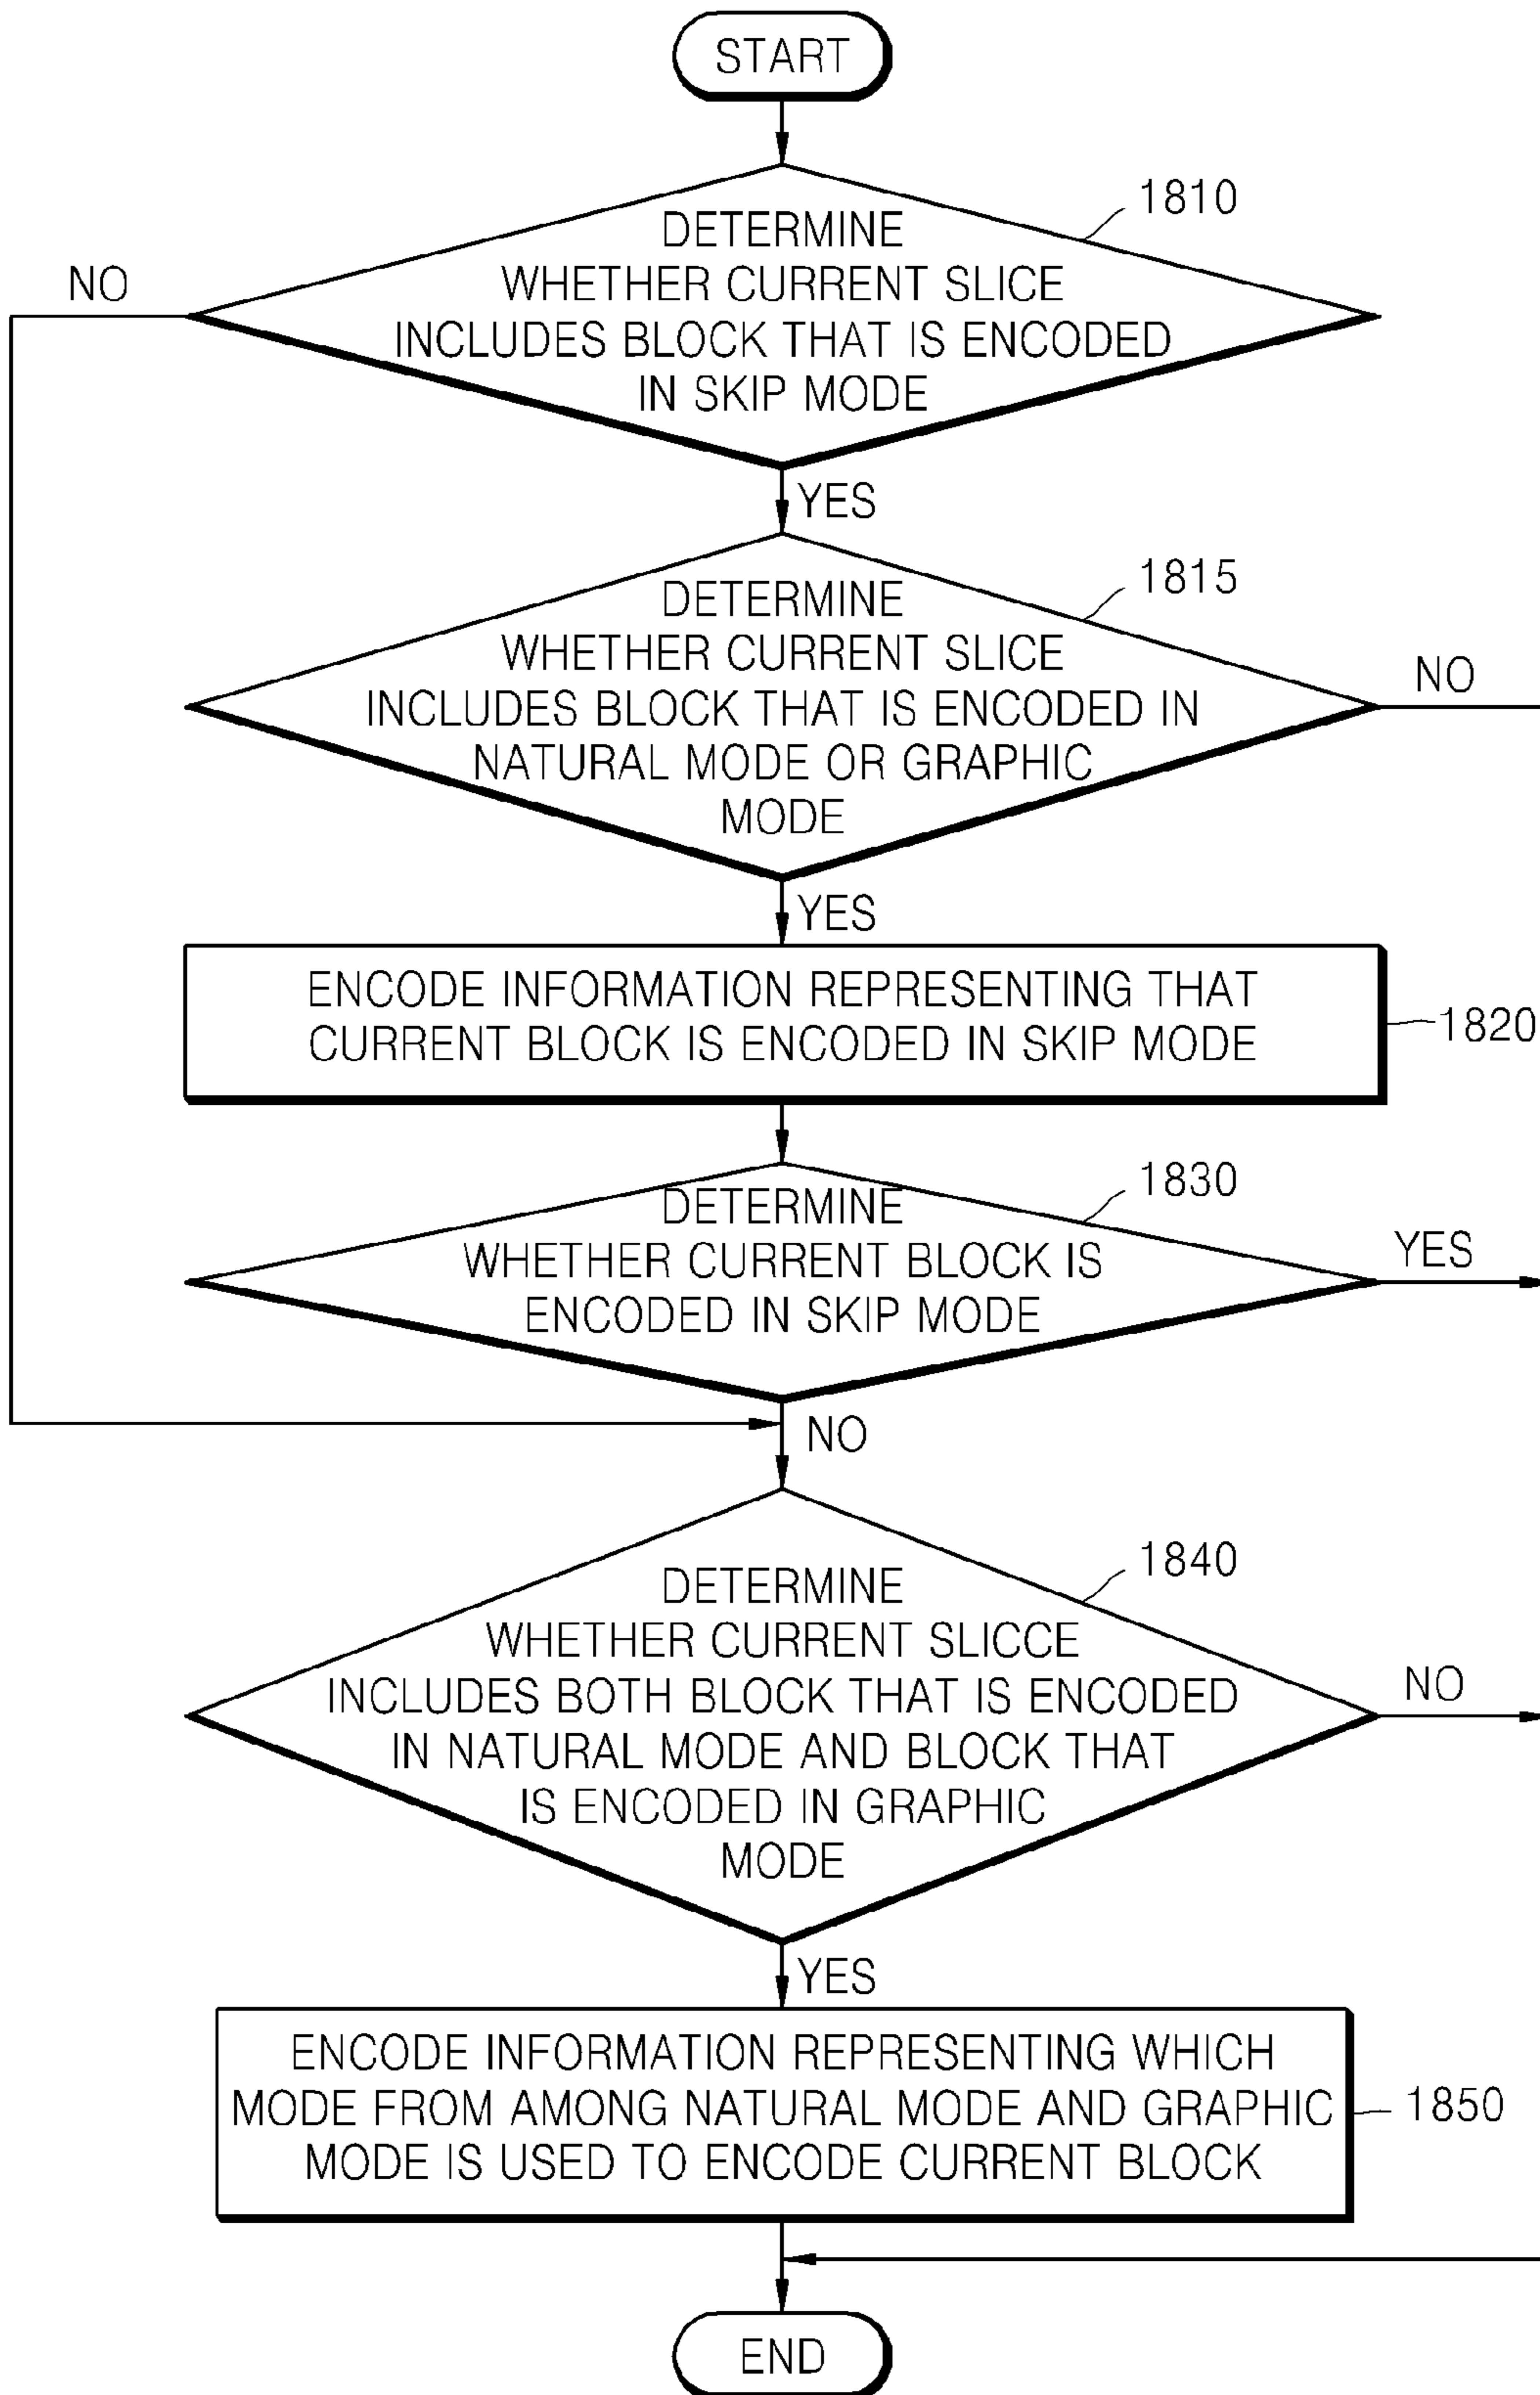 START
1810
DETERMINE
WHETHER CURRENT SLICE
INCLUDES BLOCK THAT IS ENCODED
IN SKIP MODE
NO
YES
1815
DETERMINE
WHETHER CURRENT SLICE
INCLUDES BLOCK THAT IS ENCODED IN
NATURAL MODE OR GRAPHIC
MODE
NO
YES
ENCODE INFORMATION REPRESENTING THAT
CURRENT BLOCK IS ENCODED IN SKIP MODE
1820
1830
DETERMINE
WHETHER CURRENT BLOCK IS
ENCODED IN SKIP MODE
YES
NO
1840
DETERMINE
WHETHER CURRENT SLICCE
INCLUDES BOTH BLOCK THAT IS ENCODED
IN NATURAL MODE AND BLOCK THAT
IS ENCODED IN GRAPHIC
MODE
NO
YES
ENCODE INFORMATION REPRESENTING WHICH
MODE FROM AMONG NATURAL MODE AND GRAPHIC
MODE IS USED TO ENCODE CURRENT BLOCK
1850
END